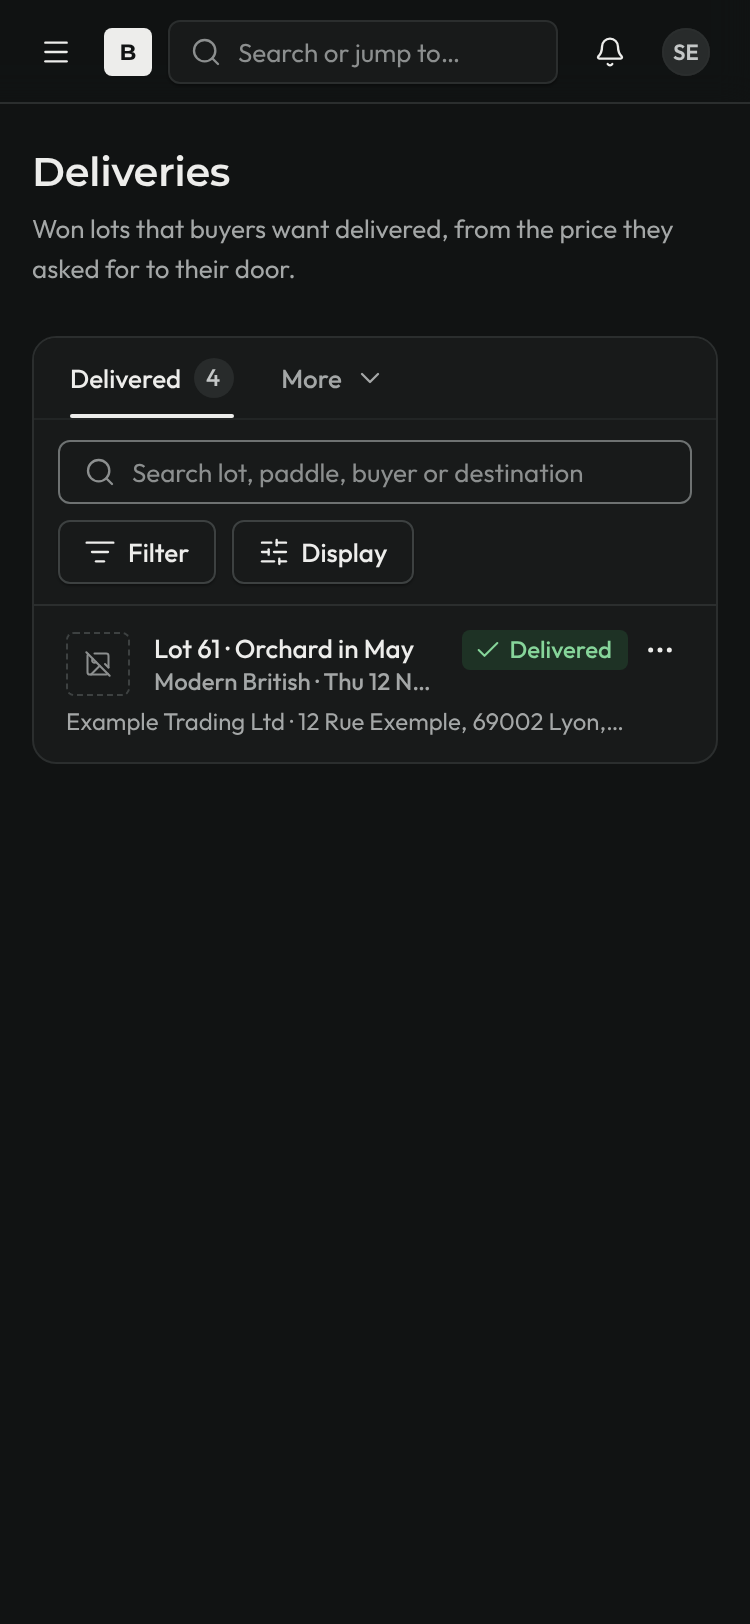 B
Search or jump to...
SE
Deliveries
Won lots that buyers want delivered, from the price they
asked for to their door.
Delivered 4
More
Search lot, paddle, buyer or destination
Filter
Display
Lot 61 · Orchard in May
Delivered
Modern British · Thu 12 N...
Example Trading Ltd · 12 Rue Exemple, 69002 Lyon,...